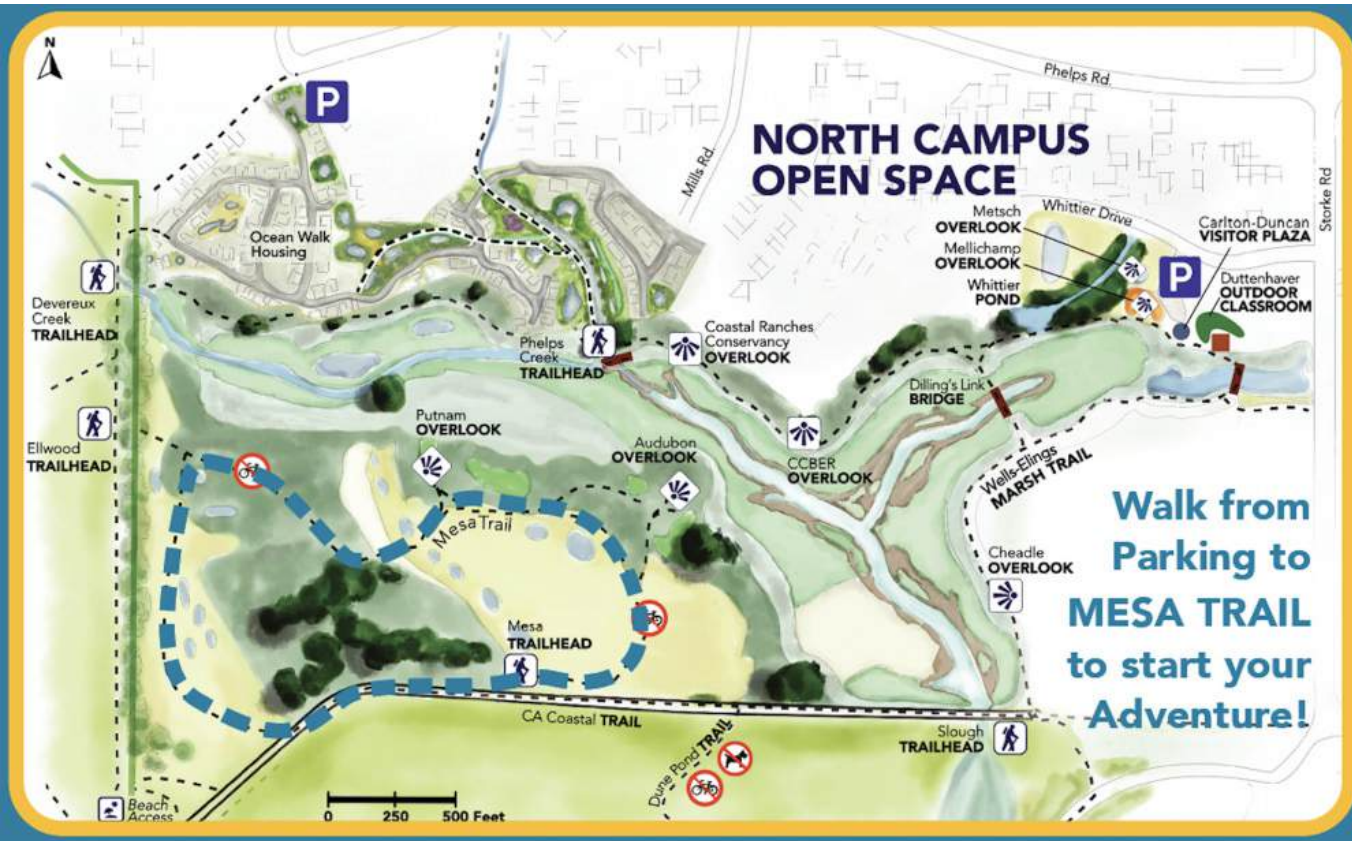 N
P
Phelps Rd.
NORTH CAMPUS
OPEN SPACE
Mills Rd.
Storke Rd
Metsch
OVERLOOK
Whittier Drive
Carlton-Duncan
VISITOR PLAZA
Mellichamp
OVERLOOK
Whittier
POND
P
Duttenhaver
OUTDOOR
CLASSROOM
Ocean Walk
Housing
Devereux
Creek
TRAILHEAD
Phelps
Creek
TRAILHEAD
Coastal Ranches
Conservancy
OVERLOOK
Dilling's Link
BRIDGE
Putnam
OVERLOOK
Audubon
OVERLOOK
CCBER
OVERLOOK
Ellwood
TRAILHEAD
Wells-Elings
MARSH TRAIL
Mesa Trail
Cheadle
OVERLOOK
Walk from
Parking to
MESA TRAIL
to start your
Adventure!
Mesa
TRAILHEAD
CA Coastal TRAIL
Slough
TRAILHEAD
Dune Pond TRAIL
Beach
Access
0 250 500 Feet